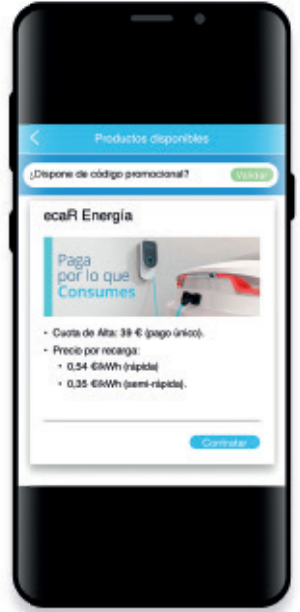 Productos disponibles
¿Dispone de código promocional? Validar
ecaR Energía
Paga
por lo que
Consumes
• Cuota de Alta: 39 € (pago único).
• Precio por recarga:
• 0,54 €/kWh (rápida)
• 0,35 €/kWh (semi-rápida).
Contratar